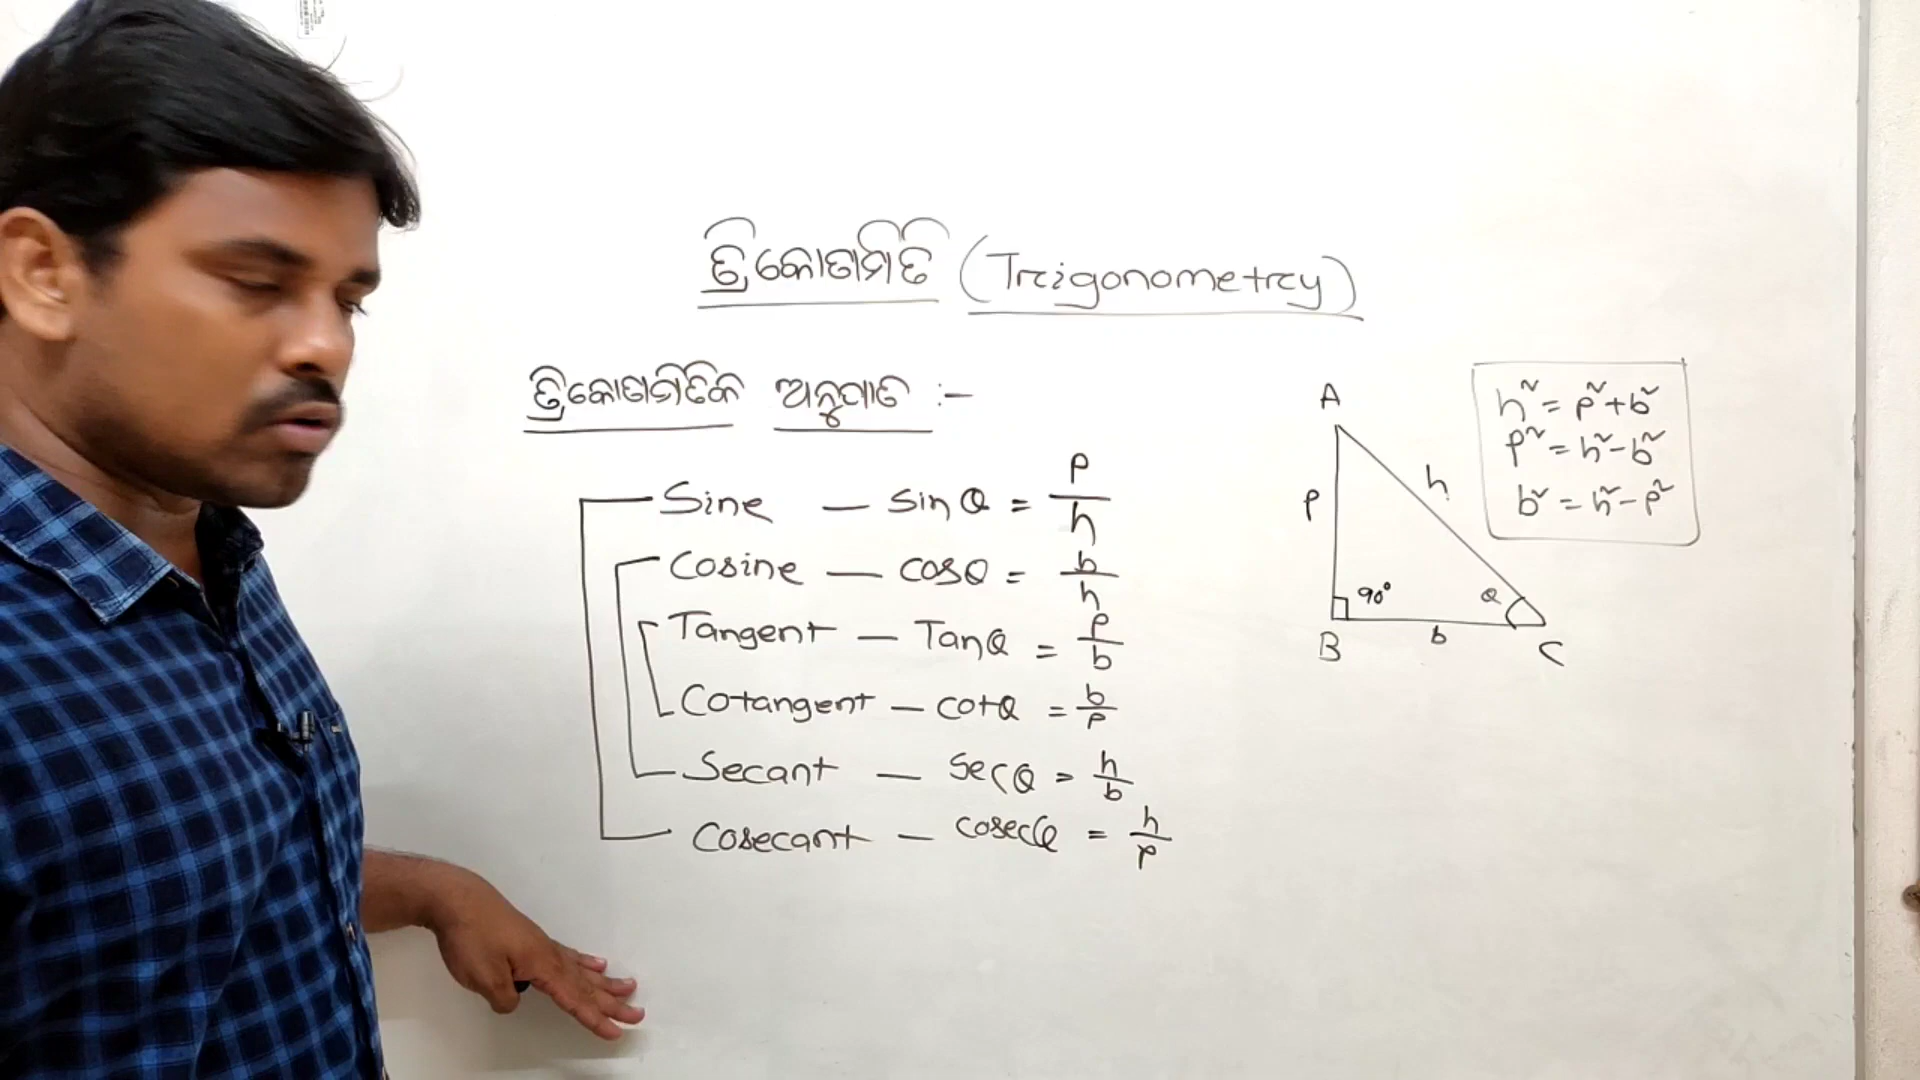 ତ୍ରିକୋଣମିତି (Trigonometry)
ତ୍ରିକୋଣମିତିକ ଅନୁପାତ :-
Sine — sin θ = p/h
Cosine — cosθ = b/h
Tangent — Tanθ = p/b
Cotangent — cotθ = b/p
Secant — Secθ = h/b
Cosecant — cosecθ = h/p
A
p
h
90°
θ
B
b
C
h² = p²+b²
p² = h²-b²
b² = h²-p²